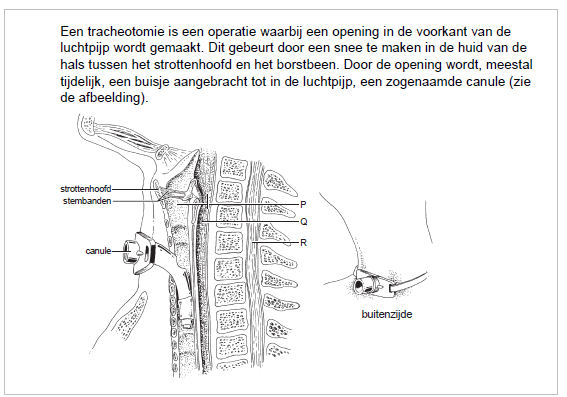 Een tracheotomie is een operatie waarbij een opening in de voorkant van de
luchtpijp wordt gemaakt. Dit gebeurt door een snee te maken in de huid van de
hals tussen het strottenhoofd en het borstbeen. Door de opening wordt, meestal
tijdelijk, een buisje aangebracht tot in de luchtpijp, een zogenaamde canule (zie
de afbeelding).
strottenhoofd
stembanden
P
Q
R
canule
buitenzijde